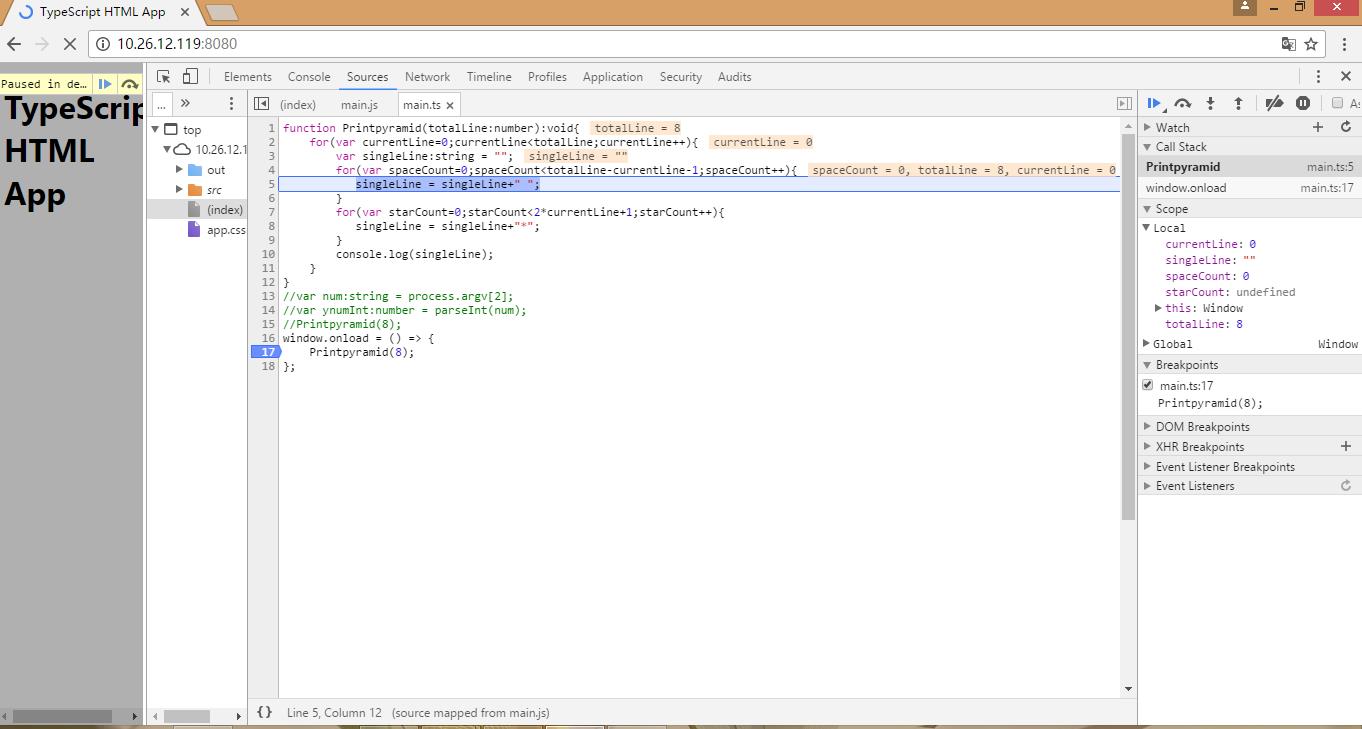 TypeScript HTML App
10.26.12.119:8080
Paused in de...
TypeScrip
HTML
App
Elements Console Sources Network Timeline Profiles Application Security Audits
...
top
10.26.12.1
out
src
(index)
app.css
(index) main.js main.ts
1 function Printpyramid(totalLine:number):void{ totalLine = 8
2 for(var currentLine=0;currentLine<totalLine;currentLine++){ currentLine = 0
3 var singleLine:string = ""; singleLine = ""
4 for(var spaceCount=0;spaceCount<totalLine-currentLine-1;spaceCount++){ spaceCount = 0, totalLine = 8, currentLine = 0
5 singleLine = singleLine+" ";
6 }
7 for(var starCount=0;starCount<2*currentLine+1;starCount++){
8 singleLine = singleLine+"*";
9 }
10 console.log(singleLine);
11 }
12 }
13 //var num:string = process.argv[2];
14 //var ynumInt:number = parseInt(num);
15 //Printpyramid(8);
16 window.onload = () => {
17 Printpyramid(8);
18 };
{} Line 5, Column 12 (source mapped from main.js)
As
Watch
Call Stack
Printpyramid main.ts:5
window.onload main.ts:17
Scope
Local
currentLine: 0
singleLine: ""
spaceCount: 0
starCount: undefined
this: Window
totalLine: 8
Global Window
Breakpoints
main.ts:17
Printpyramid(8);
DOM Breakpoints
XHR Breakpoints
Event Listener Breakpoints
Event Listeners